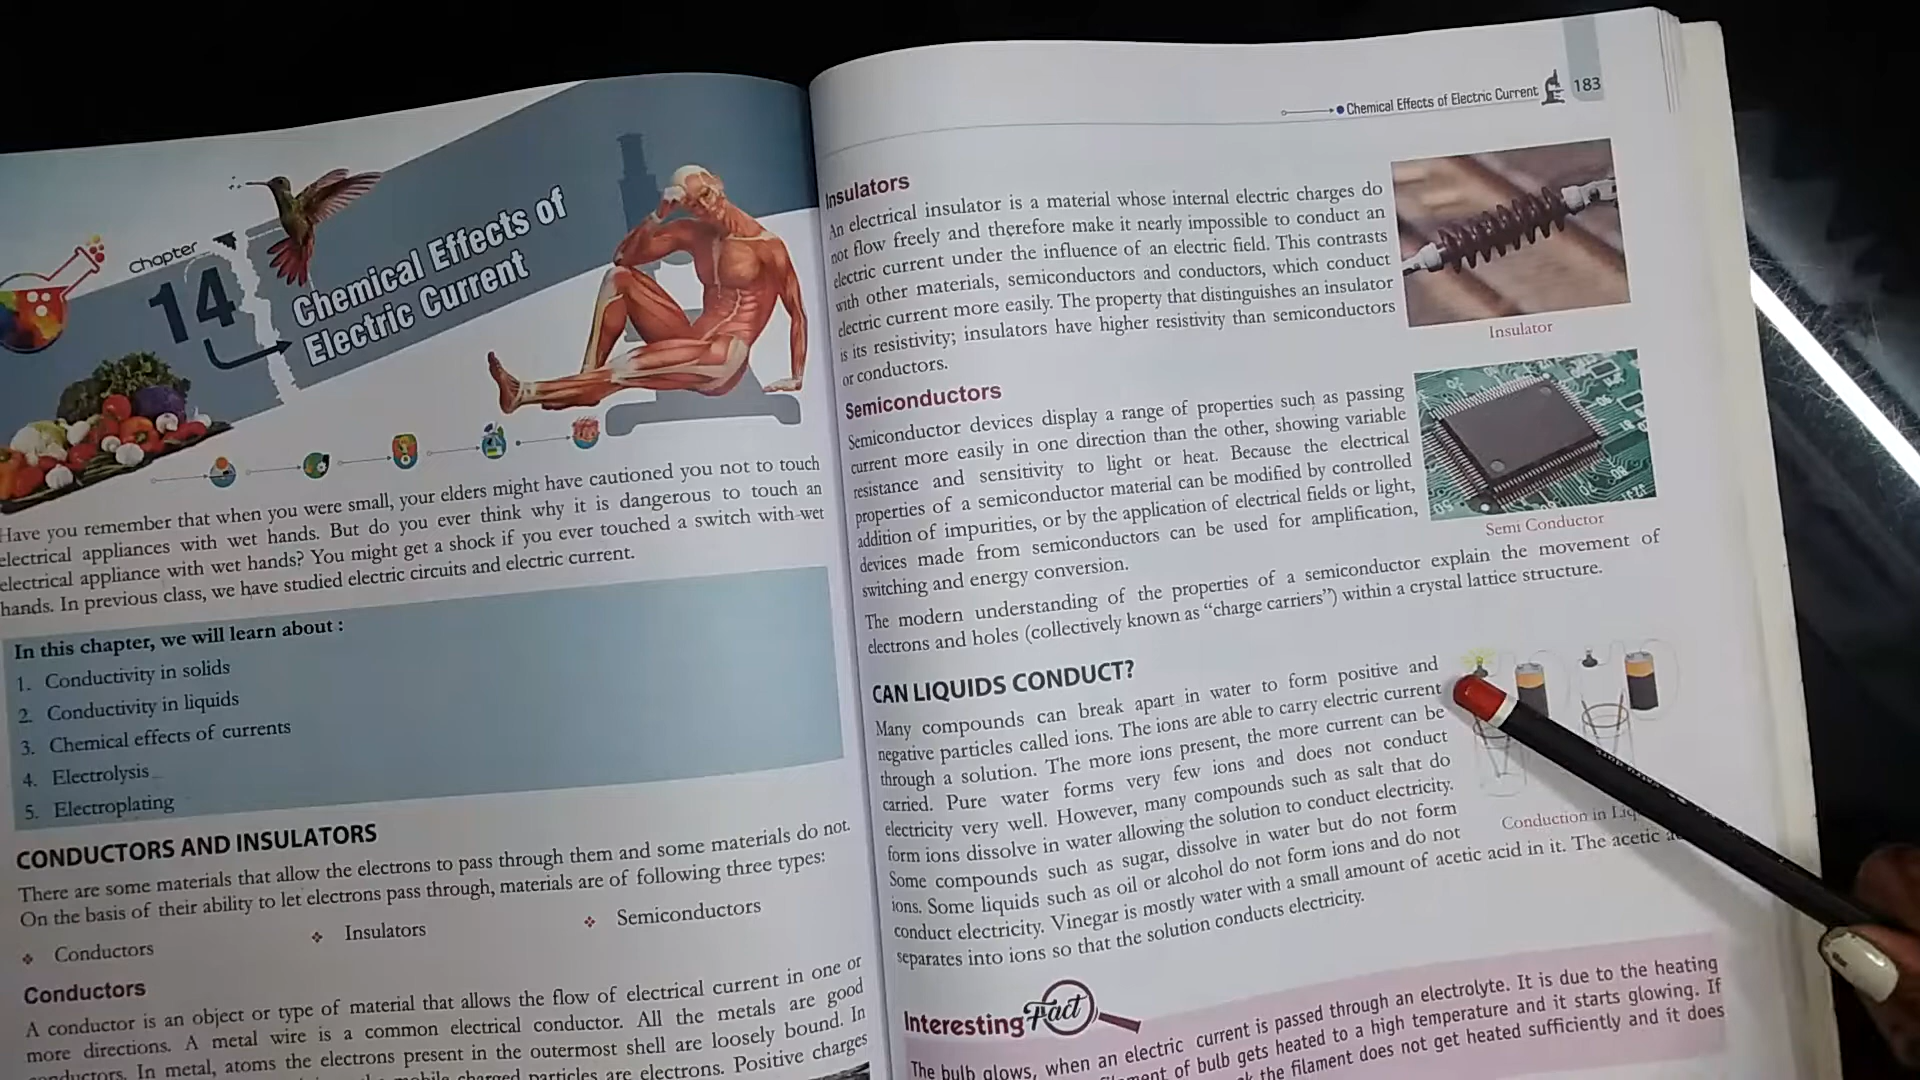 Chapter
14
Chemical Effects of
Electric Current
Have you remember that when you were small, your elders might have cautioned you not to touch
electrical appliances with wet hands. But do you ever think why it is dangerous to touch an
electrical appliance with wet hands? You might get a shock if you ever touched a switch with wet
hands. In previous class, we have studied electric circuits and electric current.
In this chapter, we will learn about :
1. Conductivity in solids
2. Conductivity in liquids
3. Chemical effects of currents
4. Electrolysis
5. Electroplating
CONDUCTORS AND INSULATORS
There are some materials that allow the electrons to pass through them and some materials do not.
On the basis of their ability to let electrons pass through, materials are of following three types:
❖ Conductors
❖ Insulators
❖ Semiconductors
Conductors
A conductor is an object or type of material that allows the flow of electrical current in one or
more directions. A metal wire is a common electrical conductor. All the metals are good
conductors. In metal, atoms the electrons present in the outermost shell are loosely bound. In
mobile charged particles are electrons. Positive charges
Chemical Effects of Electric Current 183
Insulators
An electrical insulator is a material whose internal electric charges do
not flow freely and therefore make it nearly impossible to conduct an
electric current under the influence of an electric field. This contrasts
with other materials, semiconductors and conductors, which conduct
electric current more easily. The property that distinguishes an insulator
is its resistivity; insulators have higher resistivity than semiconductors
or conductors.
Insulator
Semiconductors
Semiconductor devices display a range of properties such as passing
current more easily in one direction than the other, showing variable
resistance and sensitivity to light or heat. Because the electrical
properties of a semiconductor material can be modified by controlled
addition of impurities, or by the application of electrical fields or light,
devices made from semiconductors can be used for amplification,
switching and energy conversion.
Semi Conductor
The modern understanding of the properties of a semiconductor explain the movement of
electrons and holes (collectively known as “charge carriers”) within a crystal lattice structure.
CAN LIQUIDS CONDUCT?
Many compounds can break apart in water to form positive and
negative particles called ions. The ions are able to carry electric current
through a solution. The more ions present, the more current can be
carried. Pure water forms very few ions and does not conduct
electricity very well. However, many compounds such as salt that do
form ions dissolve in water allowing the solution to conduct electricity.
Some compounds such as sugar, dissolve in water but do not form
ions. Some liquids such as oil or alcohol do not form ions and do not
conduct electricity. Vinegar is mostly water with a small amount of acetic acid in it. The acetic
separates into ions so that the solution conducts electricity.
Conduction in
Interesting Fact
The bulb glows, when an electric current is passed through an electrolyte. It is due to the heating
of bulb gets heated to a high temperature and it starts glowing. If
the filament does not get heated sufficiently and it does